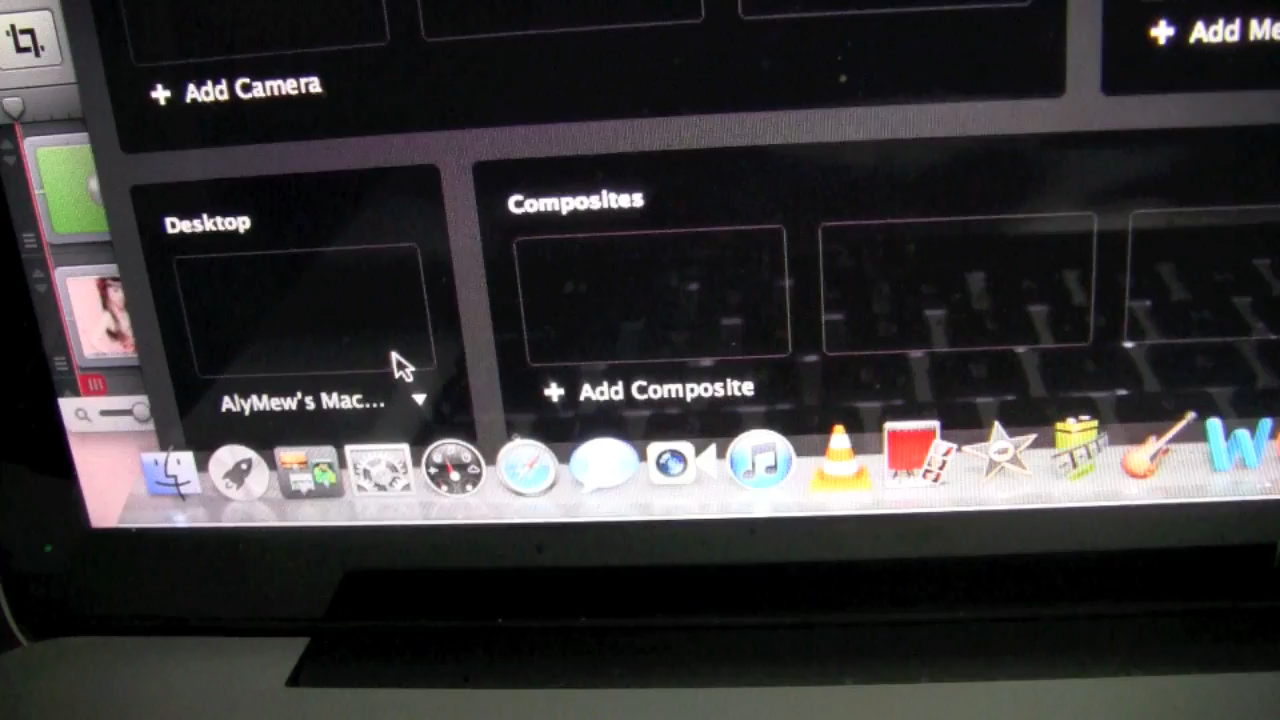 + Add Camera
+ Add Me
Desktop
Composites
AlyMew's Mac...
+ Add Composite
W